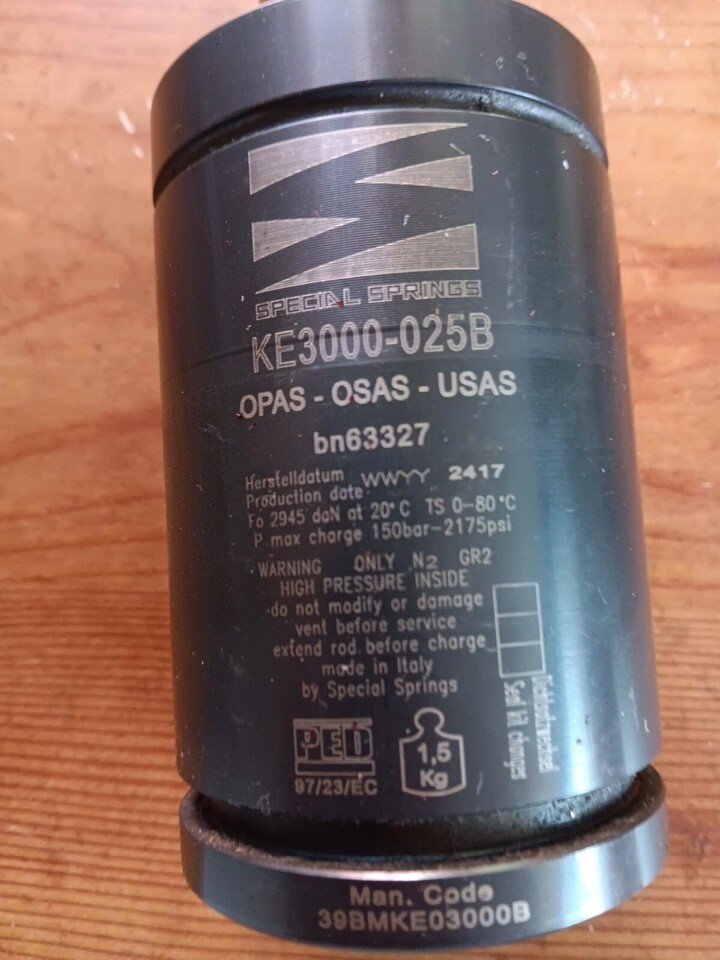 SPECIAL SPRINGS
KE3000-025B
OPAS - OSAS - USAS
bn63327
Herstelldatum WWYY 2417
Production date
Fo 2945 daN at 20°C TS 0-80°C
P max charge 150bar-2175psi
WARNING ONLY N2 GR2
HIGH PRESSURE INSIDE
do not modify or damage
vent before service
extend rod before charge
made in Italy
by Special Springs
Dichtsatzwechsel
Seal kit changes
PED
97/23/EC
1,5
Kg
Man. Code
39BMKE03000B